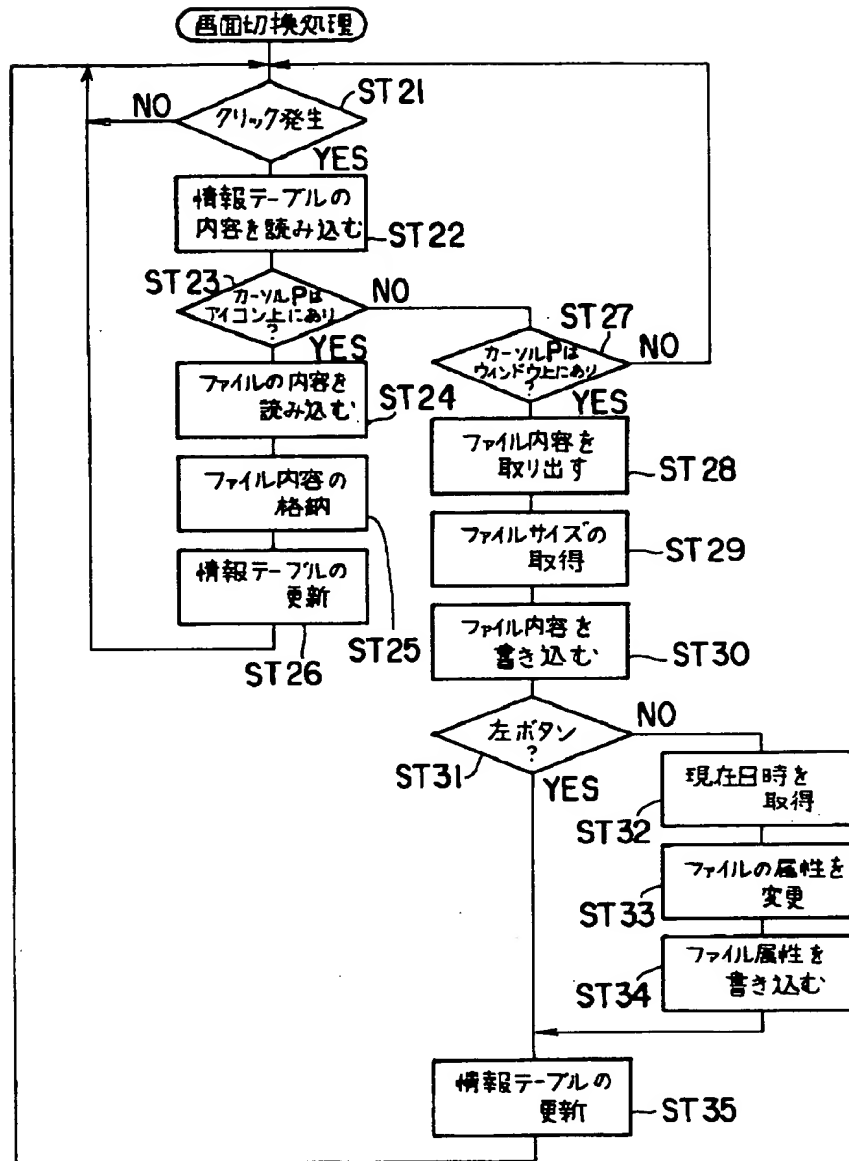 画面切換処理
ST21
NO
クリック発生
YES
情報テーブルの
内容を読み込む
ST22
ST23
カーソルPは
アイコン上にあり
?
NO
YES
ST27
カーソルPは
ウィンドウ上にあり
?
NO
YES
ファイルの内容を
読み込む
ST24
ファイル内容を
取り出す
ST28
ファイル内容の
格納
ST25
ファイルサイズの
取得
ST29
情報テーブルの
更新
ST26
ファイル内容を
書き込む
ST30
左ボタン
?
NO
ST31
YES
現在日時を
取得
ST32
ファイルの属性を
変更
ST33
ファイル属性を
書き込む
ST34
情報テーブルの
更新
ST35